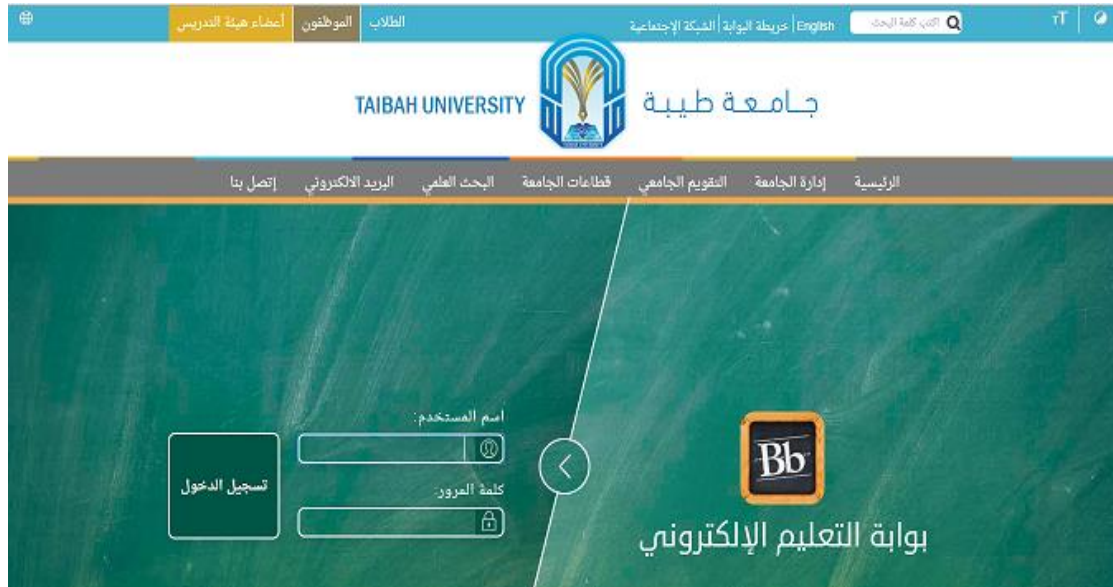 اكتب كلمة البحث
English | خريطة البوابة | الشبكة الإجتماعية
الطلاب
الموظفون
أعضاء هيئة التدريس
جامعة طيبة
TAIBAH UNIVERSITY
الرئيسية إدارة الجامعة التقويم الجامعي قطاعات الجامعة البحث العلمي البريد الالكتروني إتصل بنا
Bb
بوابة التعليم الإلكتروني
اسم المستخدم:
كلمة المرور:
تسجيل الدخول